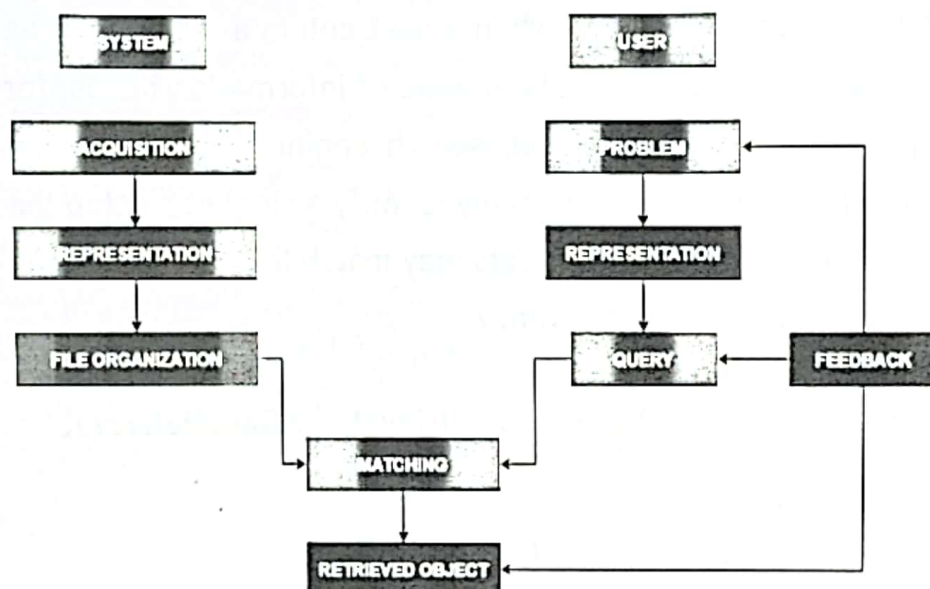 SYSTEM
USER
ACQUISITION
PROBLEM
REPRESENTATION
REPRESENTATION
FILE ORGANIZATION
QUERY
FEEDBACK
MATCHING
RETRIEVED OBJECT